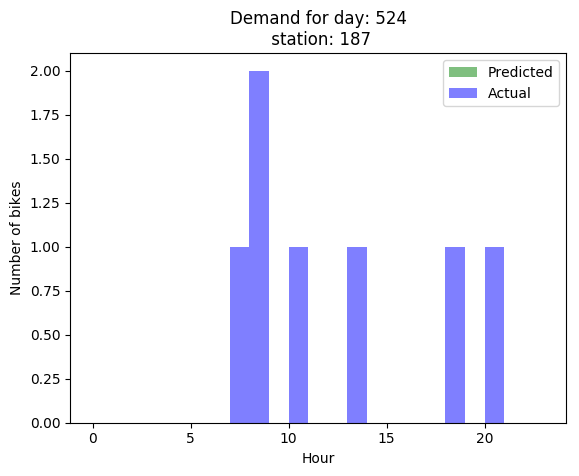 Demand for day: 524
station: 187
Predicted
Actual
2.00
1.75
1.50
1.25
1.00
0.75
0.50
0.25
0.00
Number of bikes
0 5 10 15 20
Hour